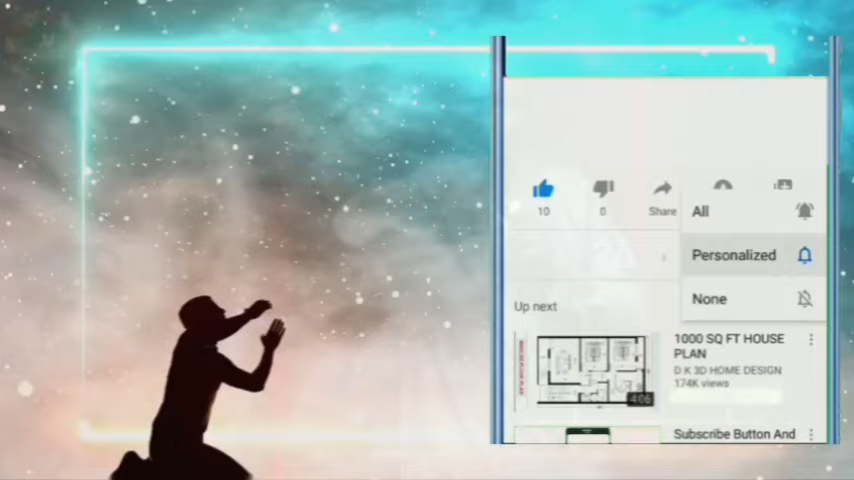 10
0
Share
All
Personalized
None
Up next
1000 SQ FT HOUSE
PLAN
D K 3D HOME DESIGN
174K views
4:06
Subscribe Button And